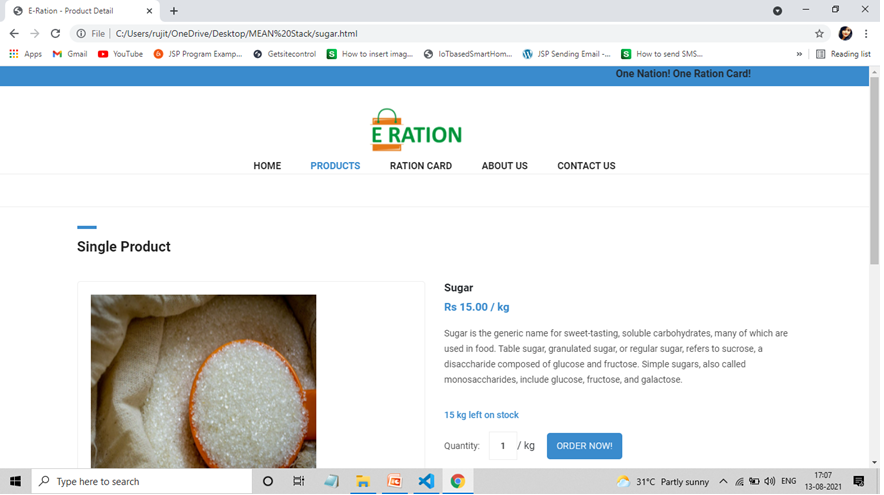 E-Ration - Product Detail
File C:/Users/rujit/OneDrive/Desktop/MEAN%20Stack/sugar.html
Apps Gmail YouTube JSP Program Examp... Getsitecontrol How to insert imag... IoTbasedSmartHom... JSP Sending Email -... How to send SMS... » Reading list
One Nation! One Ration Card!
E RATION
HOME PRODUCTS RATION CARD ABOUT US CONTACT US
Single Product
Sugar
Rs 15.00 / kg
Sugar is the generic name for sweet-tasting, soluble carbohydrates, many of which are
used in food. Table sugar, granulated sugar, or regular sugar, refers to sucrose, a
disaccharide composed of glucose and fructose. Simple sugars, also called
monosaccharides, include glucose, fructose, and galactose.
15 kg left on stock
Quantity: 1 / kg ORDER NOW!
Type here to search
31°C Partly sunny ENG
17:07
13-08-2021